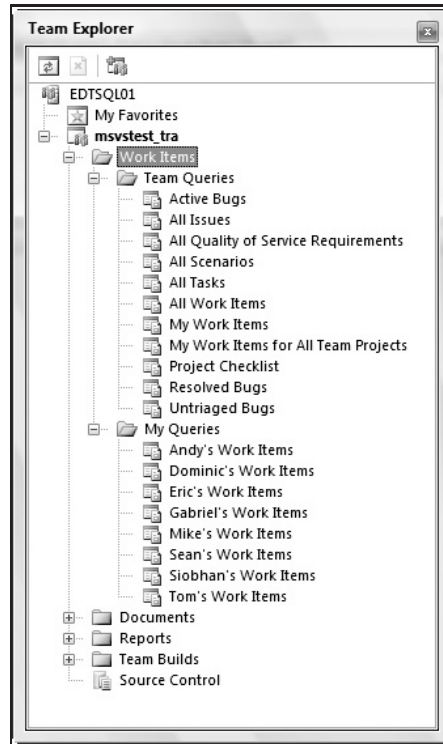 Team Explorer
EDTSQL01
My Favorites
msvstest_tra
Work Items
Team Queries
Active Bugs
All Issues
All Quality of Service Requirements
All Scenarios
All Tasks
All Work Items
My Work Items
My Work Items for All Team Projects
Project Checklist
Resolved Bugs
Untriaged Bugs
My Queries
Andy's Work Items
Dominic's Work Items
Eric's Work Items
Gabriel's Work Items
Mike's Work Items
Sean's Work Items
Siobhan's Work Items
Tom's Work Items
Documents
Reports
Team Builds
Source Control